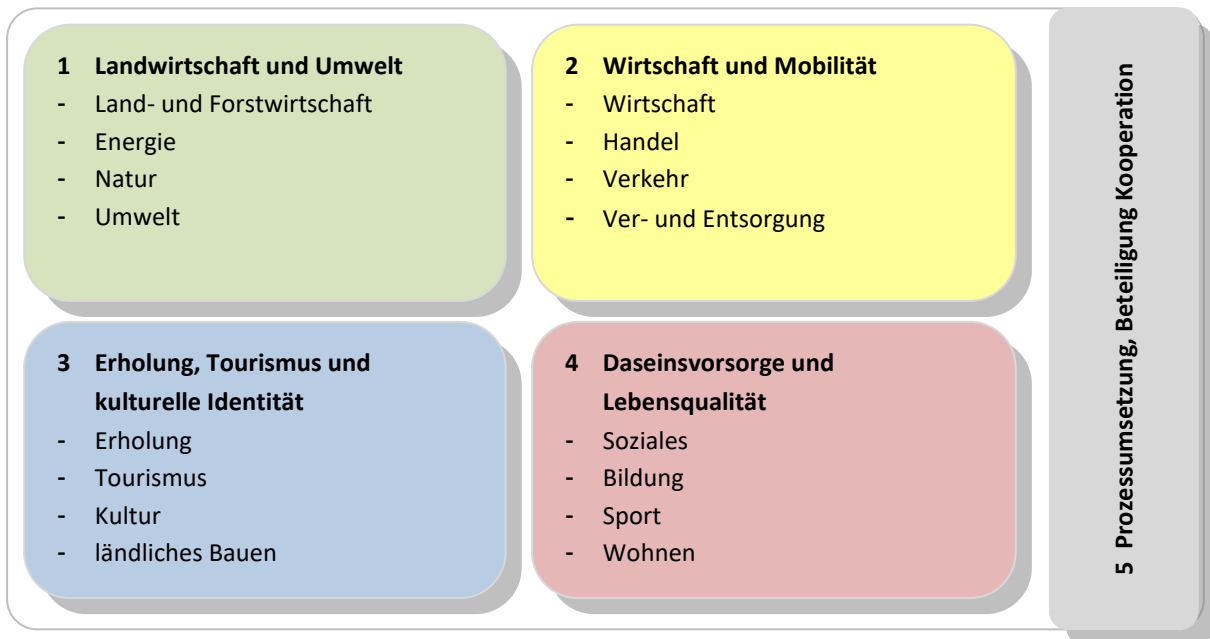 1 Landwirtschaft und Umwelt
- Land- und Forstwirtschaft
- Energie
- Natur
- Umwelt
2 Wirtschaft und Mobilität
- Wirtschaft
- Handel
- Verkehr
- Ver- und Entsorgung
3 Erholung, Tourismus und
kulturelle Identität
- Erholung
- Tourismus
- Kultur
- ländliches Bauen
4 Daseinsvorsorge und
Lebensqualität
- Soziales
- Bildung
- Sport
- Wohnen
5 Prozessumsetzung, Beteiligung Kooperation